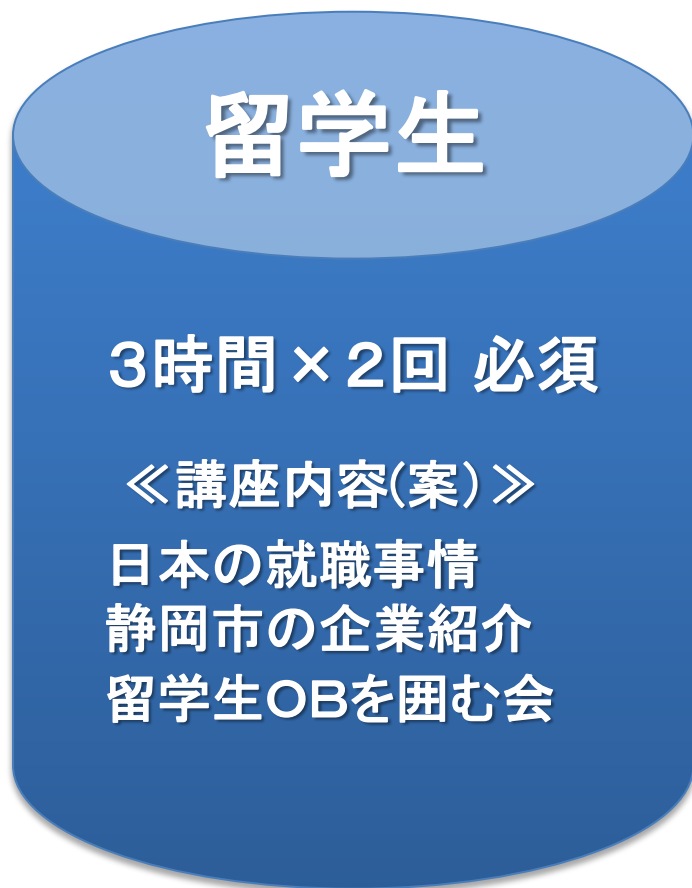 留学生
３時間×２回 必須
≪講座内容(案)≫
日本の就職事情
静岡市の企業紹介
留学生ＯＢを囲む会